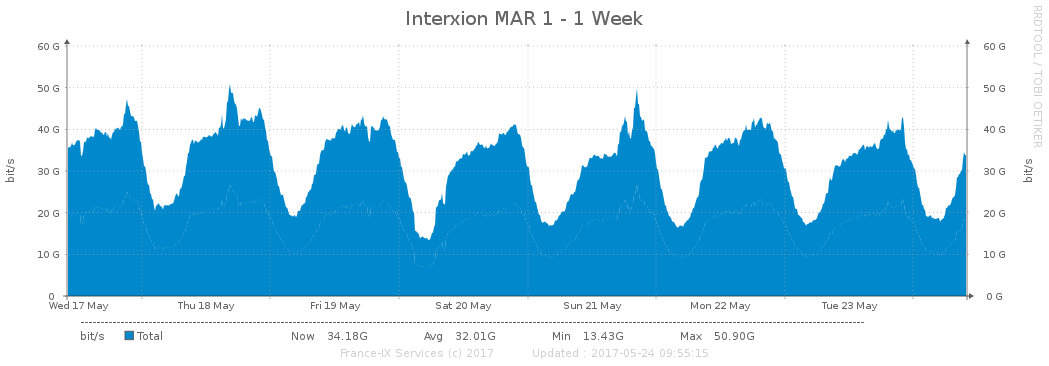 Interxion MAR 1 - 1 Week
RRDTOOL / TOBI OETIKER
60 G 60 G
50 G 50 G
40 G 40 G
30 G 30 G
20 G 20 G
10 G 10 G
0 0 G
bit/s bit/s
Wed 17 May Thu 18 May Fri 19 May Sat 20 May Sun 21 May Mon 22 May Tue 23 May
bit/s Total Now 34.18G Avg 32.01G Min 13.43G Max 50.90G
France-IX Services (c) 2017 Updated : 2017-05-24 09:55:15